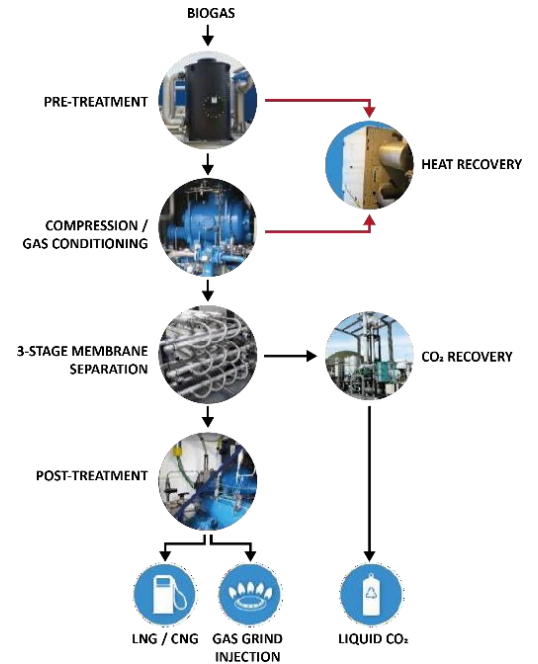 BIOGAS
PRE-TREATMENT
HEAT RECOVERY
COMPRESSION /
GAS CONDITIONING
3-STAGE MEMBRANE
SEPARATION
CO₂ RECOVERY
POST-TREATMENT
LNG / CNG
GAS GRIND
INJECTION
LIQUID CO₂